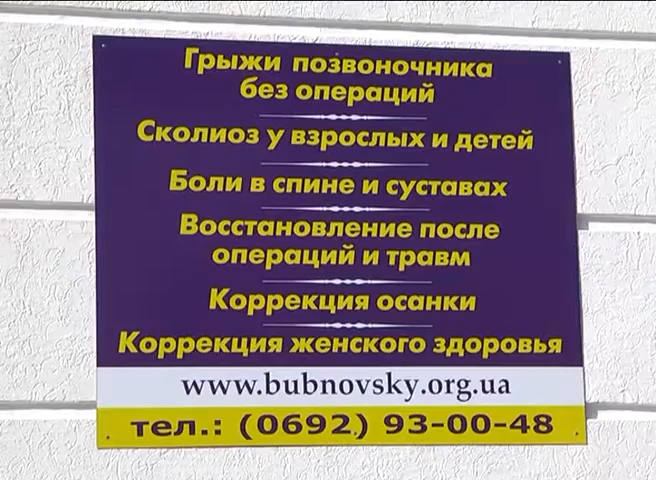 Грыжи позвоночника
без операций
Сколиоз у взрослых и детей
Боли в спине и суставах
Восстановление после
операций и травм
Коррекция осанки
Коррекция женского здоровья
www.bubnovsky.org.ua
тел.: (0692) 93-00-48